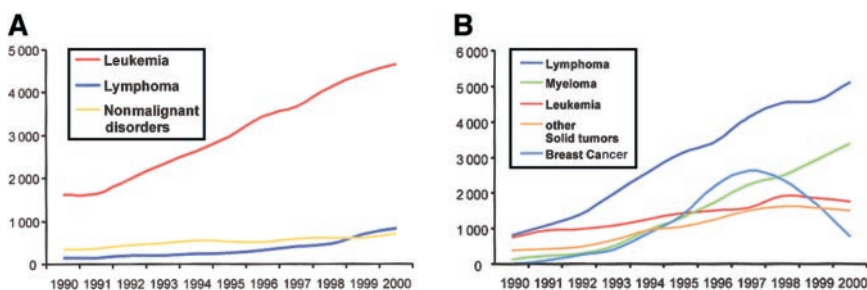 A
5 000
4 000
3 000
2 000
1 000
0
Leukemia
Lymphoma
Nonmalignant
disorders
1990 1991 1992 1993 1994 1995 1996 1997 1998 1999 2000
B
6 000
5 000
4 000
3 000
2 000
1 000
0
Lymphoma
Myeloma
Leukemia
other
Solid tumors
Breast Cancer
1990 1991 1992 1993 1994 1995 1996 1997 1998 1999 2000